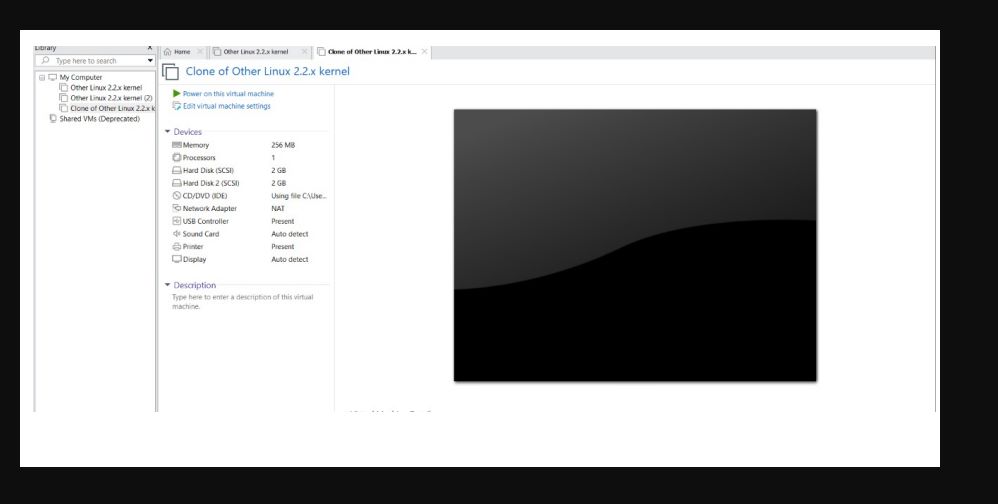 Library
Type here to search
My Computer
Other Linux 2.2.x kernel
Other Linux 2.2.x kernel (2)
Clone of Other Linux 2.2.x k
Shared VMs (Deprecated)
Home
Other Linux 2.2.x kernel
Clone of Other Linux 2.2.x k...
Clone of Other Linux 2.2.x kernel
Power on this virtual machine
Edit virtual machine settings
Devices
Memory 256 MB
Processors 1
Hard Disk (SCSI) 2 GB
Hard Disk 2 (SCSI) 2 GB
CD/DVD (IDE) Using file C:\Use...
Network Adapter NAT
USB Controller Present
Sound Card Auto detect
Printer Present
Display Auto detect
Description
Type here to enter a description of this virtual
machine.